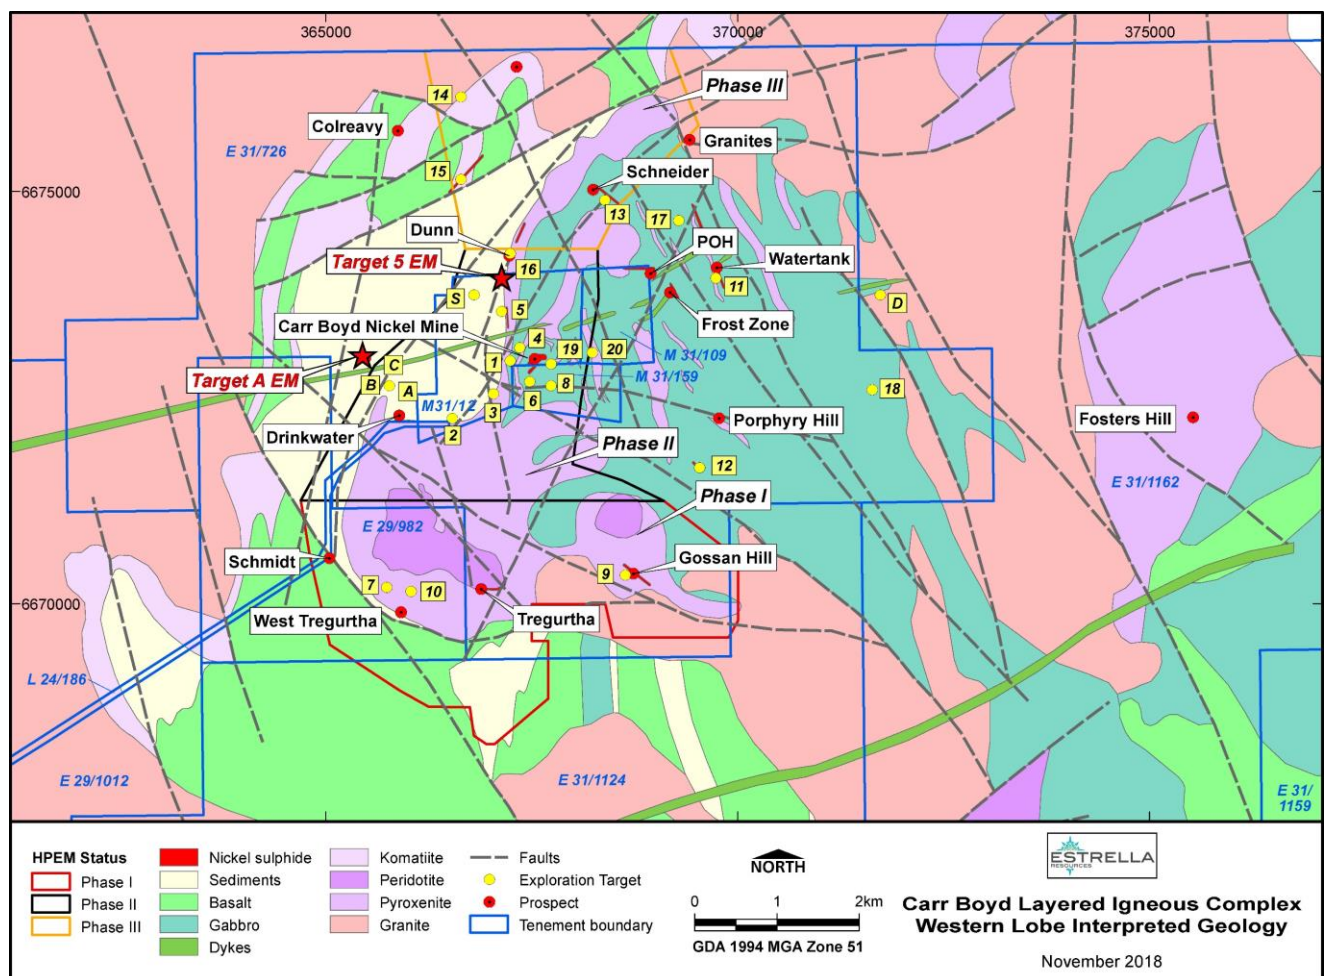 365000
370000
375000
Phase III
14
Colreavy
Granites
E 31/726
Schneider
15
6675000
13
17
Dunn
POH
Target 5 EM
16
Watertank
11
S
D
5
Frost Zone
Carr Boyd Nickel Mine
4
19
20
M 31/109
1
C
M 31/159
Target A EM
B
A
8
18
M31/12
3
6
Drinkwater
2
Porphyry Hill
Fosters Hill
Phase II
12
E 31/1162
Phase I
E 29/982
Schmidt
Gossan Hill
7
10
9
6670000
West Tregurtha
Tregurtha
L 24/186
E 29/1012
E 31/1124
E 31/
1159
HPEM Status
Phase I
Phase II
Phase III
Nickel sulphide
Sediments
Basalt
Gabbro
Dykes
Komatiite
Peridotite
Pyroxenite
Granite
Faults
Exploration Target
Prospect
Tenement boundary
NORTH
0 1 2km
GDA 1994 MGA Zone 51
ESTRELLA
RESOURCES
Carr Boyd Layered Igneous Complex
Western Lobe Interpreted Geology
November 2018